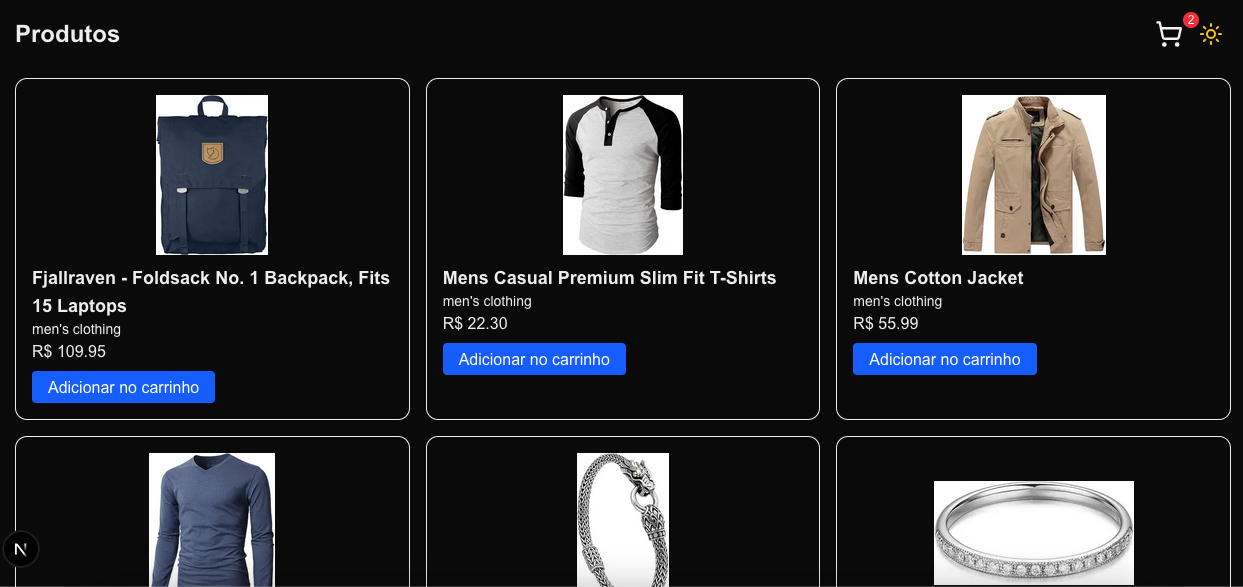 Produtos
2
Fjallraven - Foldsack No. 1 Backpack, Fits
15 Laptops
men's clothing
R$ 109.95
Adicionar no carrinho
Mens Casual Premium Slim Fit T-Shirts
men's clothing
R$ 22.30
Adicionar no carrinho
Mens Cotton Jacket
men's clothing
R$ 55.99
Adicionar no carrinho
N